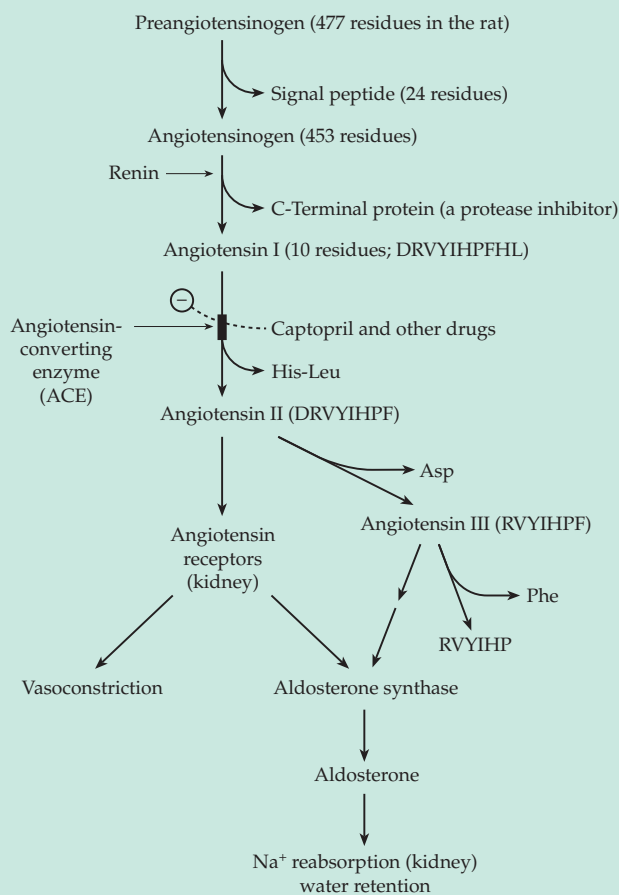 Preangiotensinogen (477 residues in the rat)
Signal peptide (24 residues)
Angiotensinogen (453 residues)
Renin
C-Terminal protein (a protease inhibitor)
Angiotensin I (10 residues; DRVYIHPFHL)
−
Angiotensin-
converting
enzyme
(ACE)
Captopril and other drugs
His-Leu
Angiotensin II (DRVYIHPF)
Asp
Angiotensin III (RVYIHPF)
Angiotensin
receptors
(kidney)
Phe
RVYIHP
Vasoconstriction
Aldosterone synthase
Aldosterone
Na⁺ reabsorption (kidney)
water retention